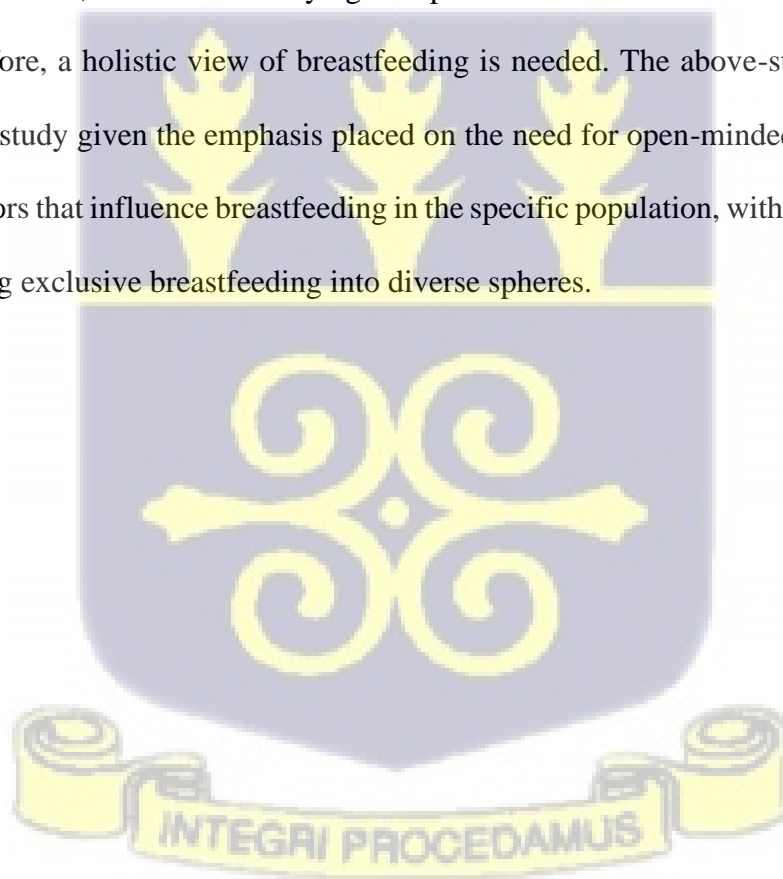 fore, a holistic view of breastfeeding is needed. The above-st
study given the emphasis placed on the need for open-minded
ors that influence breastfeeding in the specific population, with
g exclusive breastfeeding into diverse spheres.
INTEGRI PROCEDAMUS